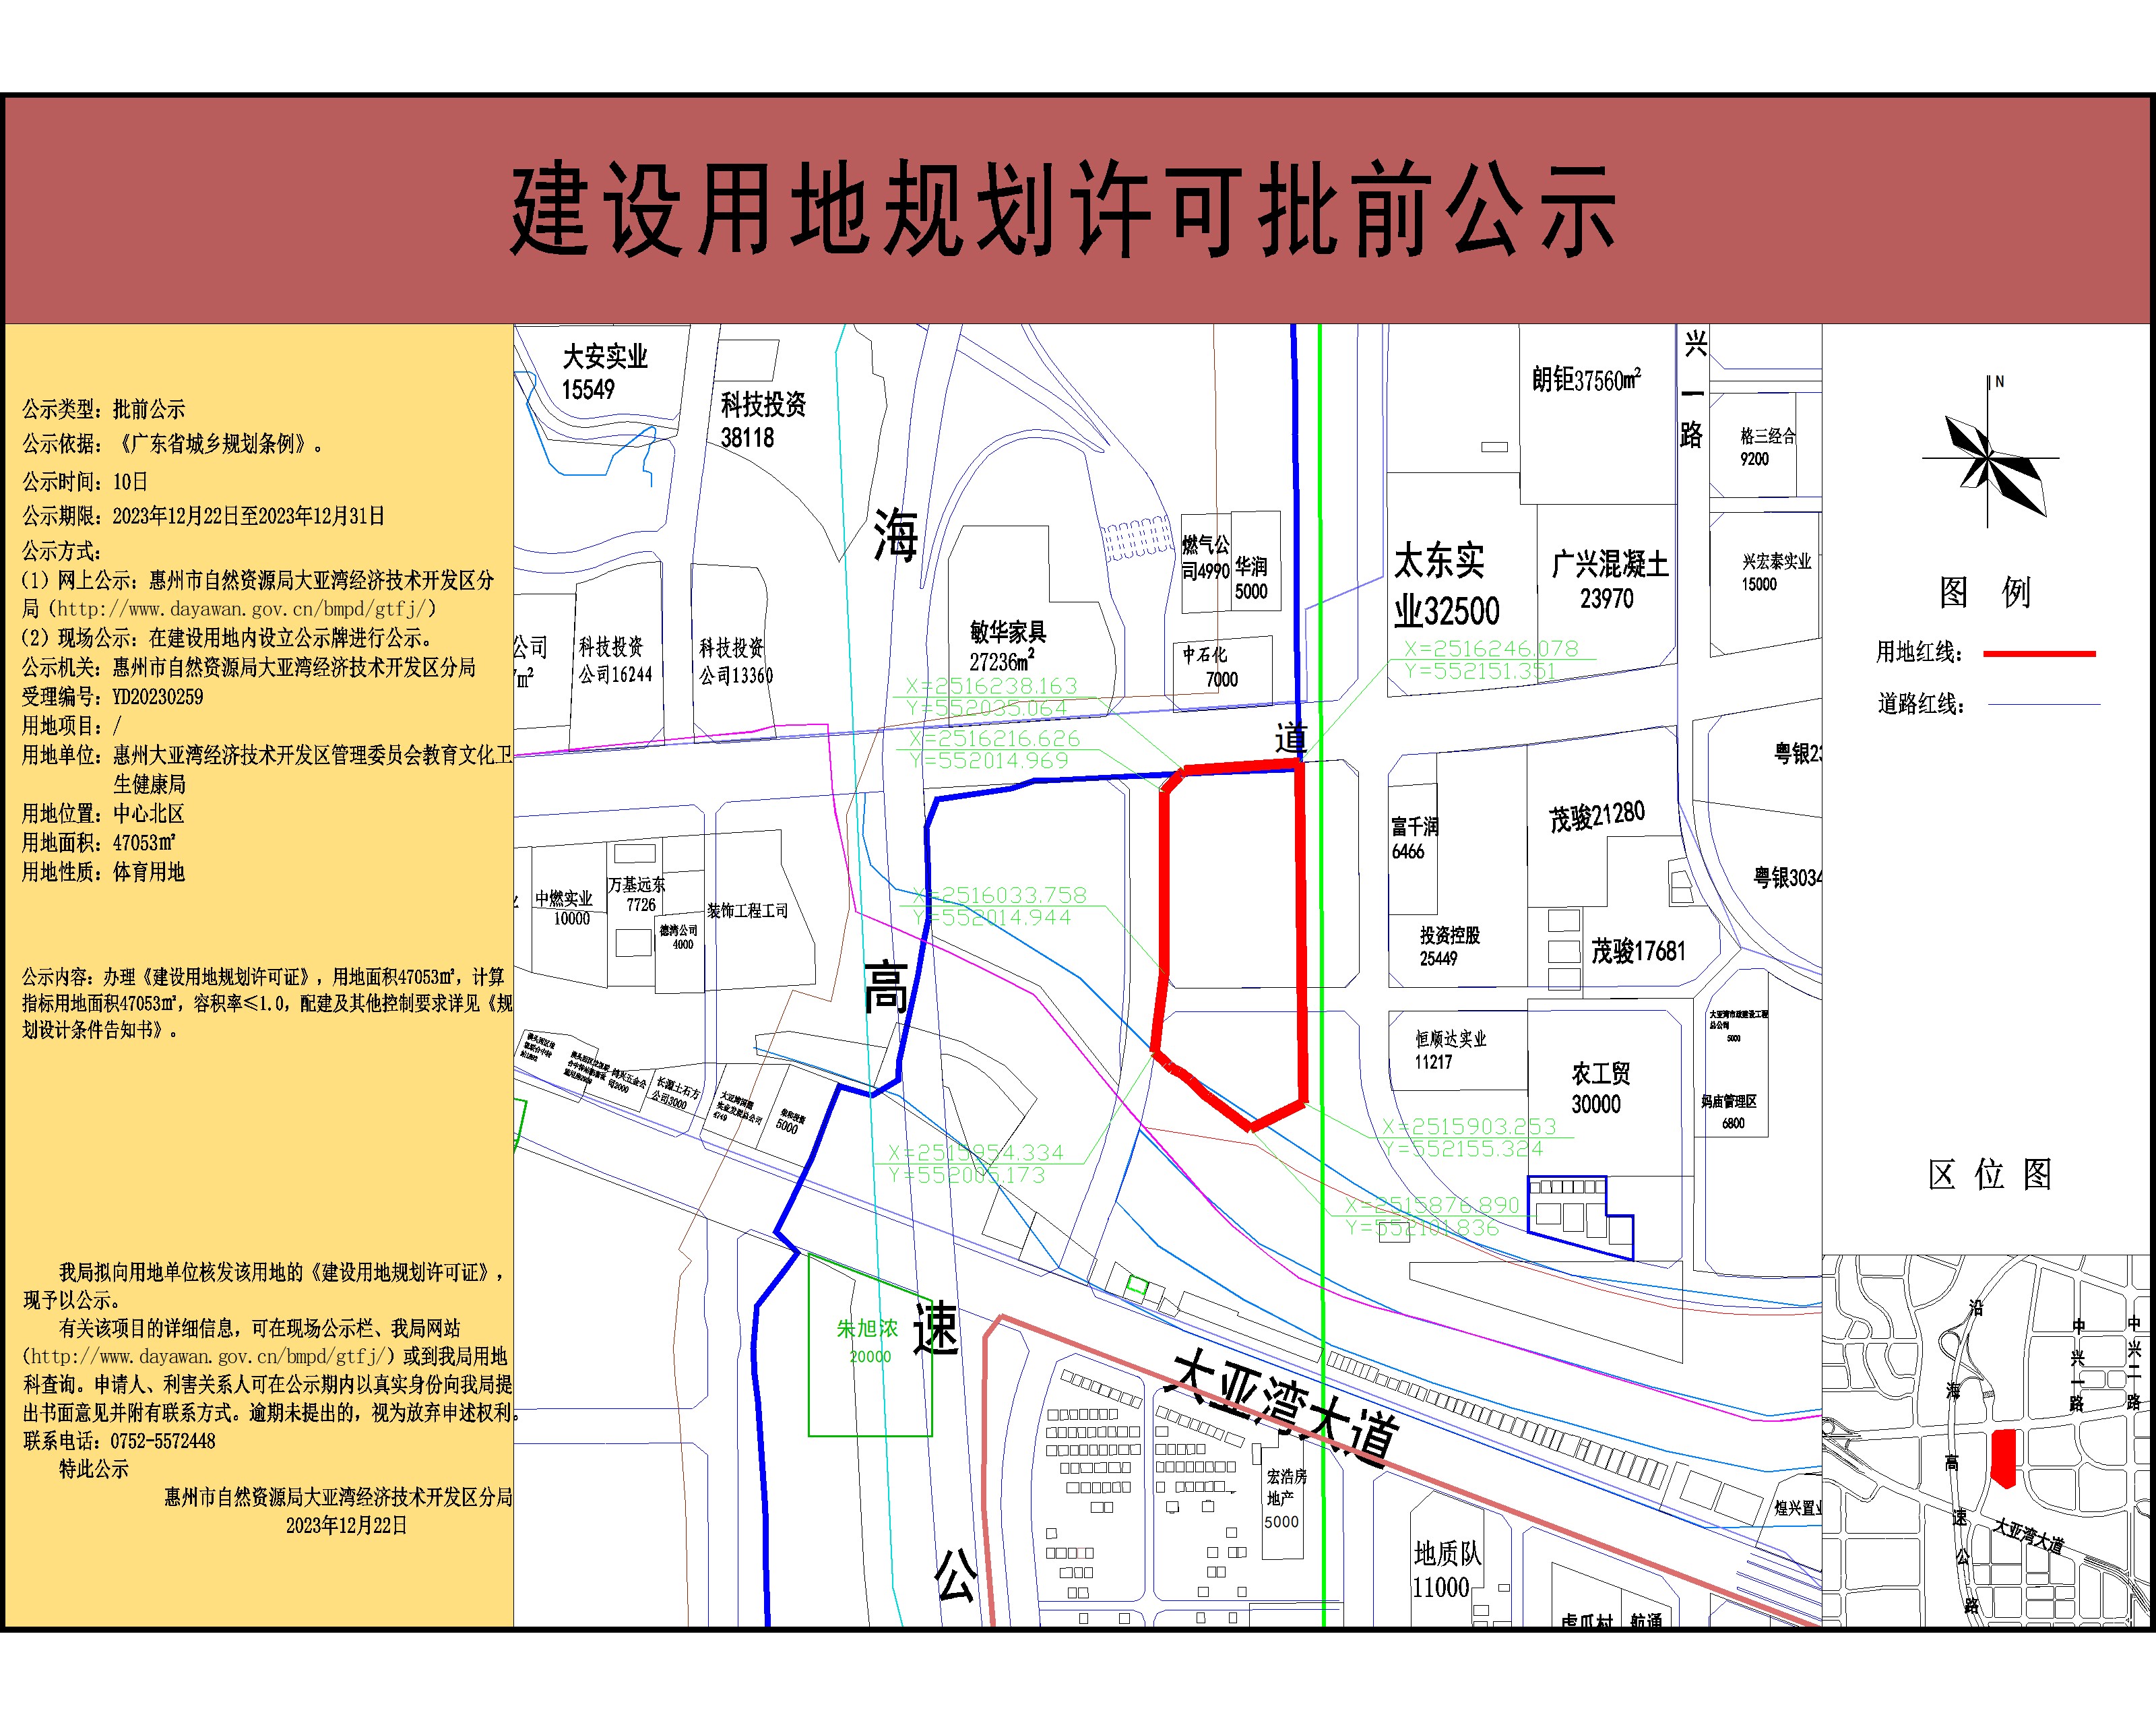 建设用地规划许可批前公示
公示类型：批前公示
公示依据：《广东省城乡规划条例》。
公示时间：10日
公示期限：2023年12月22日至2023年12月31日
公示方式：
（1）网上公示：惠州市自然资源局大亚湾经济技术开发区分
局（http://www.dayawan.gov.cn/bmpd/gtfj/）
（2）现场公示：在建设用地内设立公示牌进行公示。
公示机关：惠州市自然资源局大亚湾经济技术开发区分局
受理编号：YD20230259
用地项目：/
用地单位：惠州大亚湾经济技术开发区管理委员会教育文化卫
生健康局
用地位置：中心北区
用地面积：47053㎡
用地性质：体育用地
公示内容：办理《建设用地规划许可证》，用地面积47053㎡，计算
指标用地面积47053㎡，容积率≤1.0，配建及其他控制要求详见《规
划设计条件告知书》。
我局拟向用地单位核发该用地的《建设用地规划许可证》，
现予以公示。
有关该项目的详细信息，可在现场公示栏、我局网站
（http://www.dayawan.gov.cn/bmpd/gtfj/）或到我局用地
科查询。申请人、利害关系人可在公示期内以真实身份向我局提
出书面意见并附有联系方式。逾期未提出的，视为放弃申述权利。
联系电话：0752-5572448
特此公示
惠州市自然资源局大亚湾经济技术开发区分局
2023年12月22日
大安实业
15549
科技投资
38118
海
敏华家具
27236㎡
燃气公
司4990
华润
5000
中石化
7000
太东实
业32500
朗钜37560㎡
广兴混凝土
23970
兴
一
路
格三经合
9200
兴宏泰实业
15000
公司
㎡
科技投资
公司16244
科技投资
公司13360
X=2516246.078
Y=552151.351
X=2516238.163
Y=552035.064
X=2516216.626
Y=552014.969
道
富千润
6466
茂骏21280
粤银23
粤银3034
中燃实业
10000
万基远东
7726
德湾公司
4000
装饰工程工司
X=2516033.758
Y=552014.944
投资控股
25449
茂骏17681
高
恒顺达实业
11217
农工贸
30000
大亚湾市政建设工程
总公司
5000
妈庙管理区
6800
长源土石方
公司3000
5000
X=2515954.334
Y=552005.173
X=2515903.253
Y=552155.324
X=2515876.890
Y=552101.836
朱旭浓
20000
速
大亚湾大道
宏浩房
地产
5000
地质队
11000
煌兴置业
虎爪村
航通
公
N
图 例
用地红线：
道路红线：
区 位 图
沿
海
高
速
公
路
中
兴
一
路
中
兴
二
路
大亚湾大道